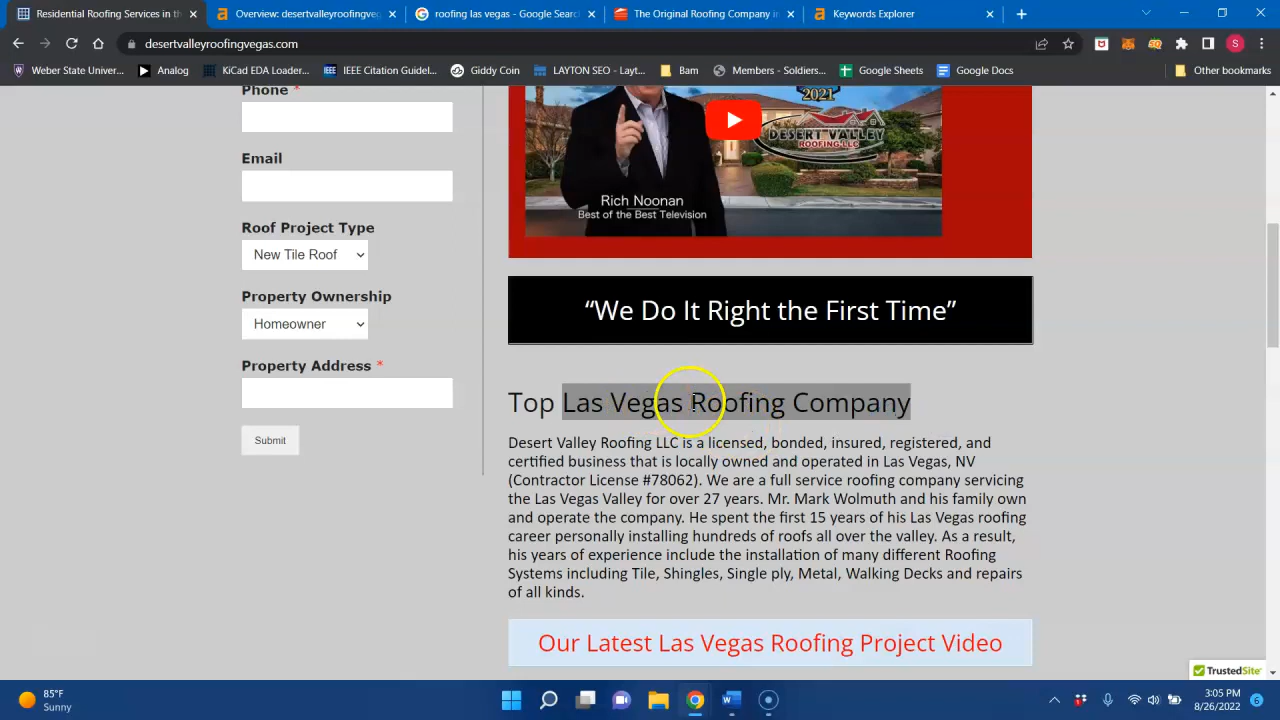 Residential Roofing Services in th
Overview: desertvalleyroofingveg
roofing las vegas - Google Searc
The Original Roofing Company in
Keywords Explorer
desertvalleyroofingvegas.com
S
Weber State Univer...
Analog
KiCad EDA Loader...
IEEE Citation Guidel...
Giddy Coin
LAYTON SEO - Layt...
Bam
Members - Soldiers...
Google Sheets
Google Docs
Other bookmarks
Phone *
Email
Roof Project Type
New Tile Roof
Property Ownership
Homeowner
Property Address *
Submit
2021
DESERT VALLEY
ROOFING LLC
Rich Noonan
Best of the Best Television
“We Do It Right the First Time”
Top Las Vegas Roofing Company
Desert Valley Roofing LLC is a licensed, bonded, insured, registered, and
certified business that is locally owned and operated in Las Vegas, NV
(Contractor License #78062). We are a full service roofing company servicing
the Las Vegas Valley for over 27 years. Mr. Mark Wolmuth and his family own
and operate the company. He spent the first 15 years of his Las Vegas roofing
career personally installing hundreds of roofs all over the valley. As a result,
his years of experience include the installation of many different Roofing
Systems including Tile, Shingles, Single ply, Metal, Walking Decks and repairs
of all kinds.
Our Latest Las Vegas Roofing Project Video
TrustedSite
85°F
Sunny
3:05 PM
8/26/2022
6